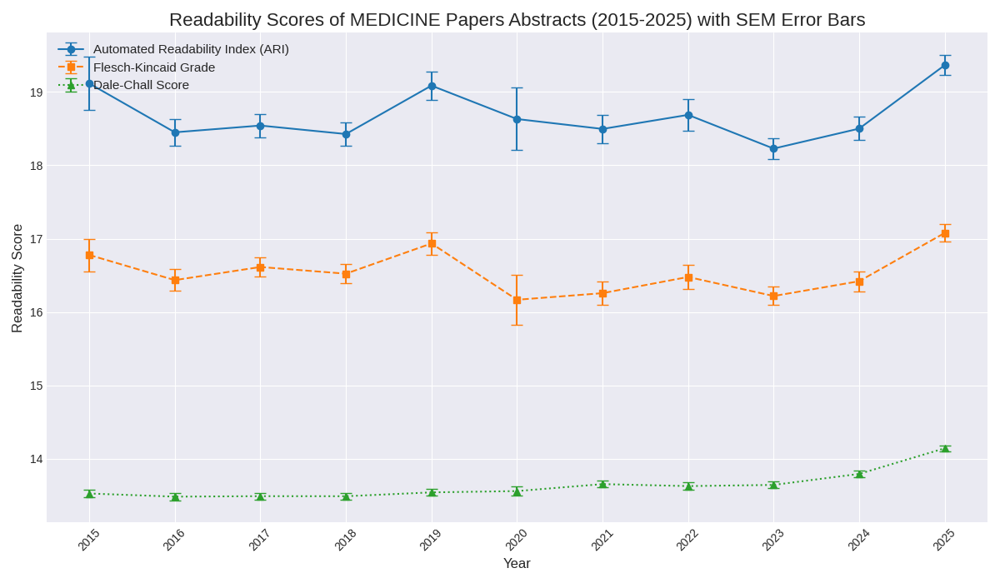 Readability Scores of MEDICINE Papers Abstracts (2015-2025) with SEM Error Bars
Automated Readability Index (ARI)
Flesch-Kincaid Grade
Dale-Chall Score
Readability Score
19
18
17
16
15
14
2015
2016
2017
2018
2019
2020
2021
2022
2023
2024
2025
Year